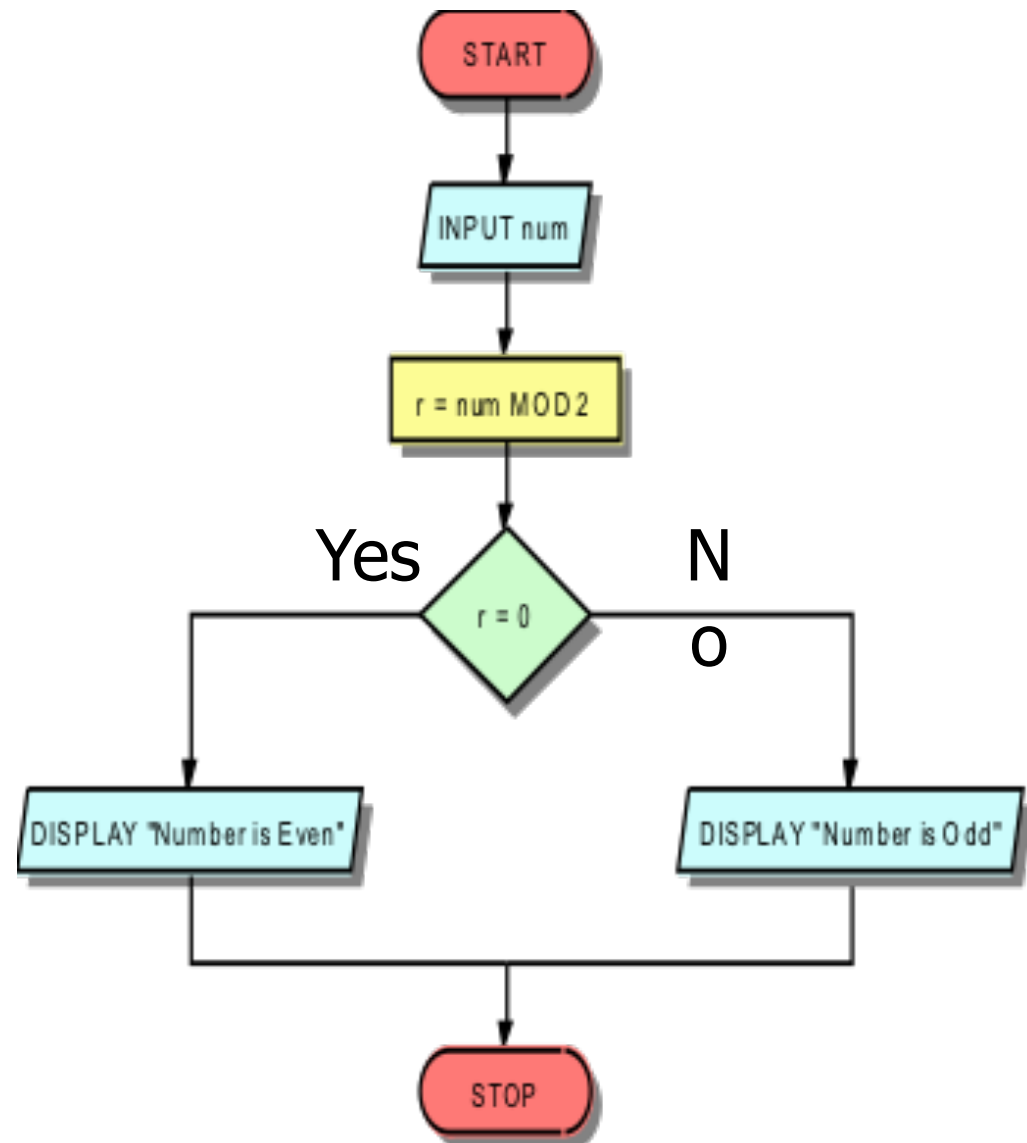 START
INPUT num
r = num MOD 2
Yes
N
o
r = 0
DISPLAY "Number is Even"
DISPLAY "Number is Odd"
STOP